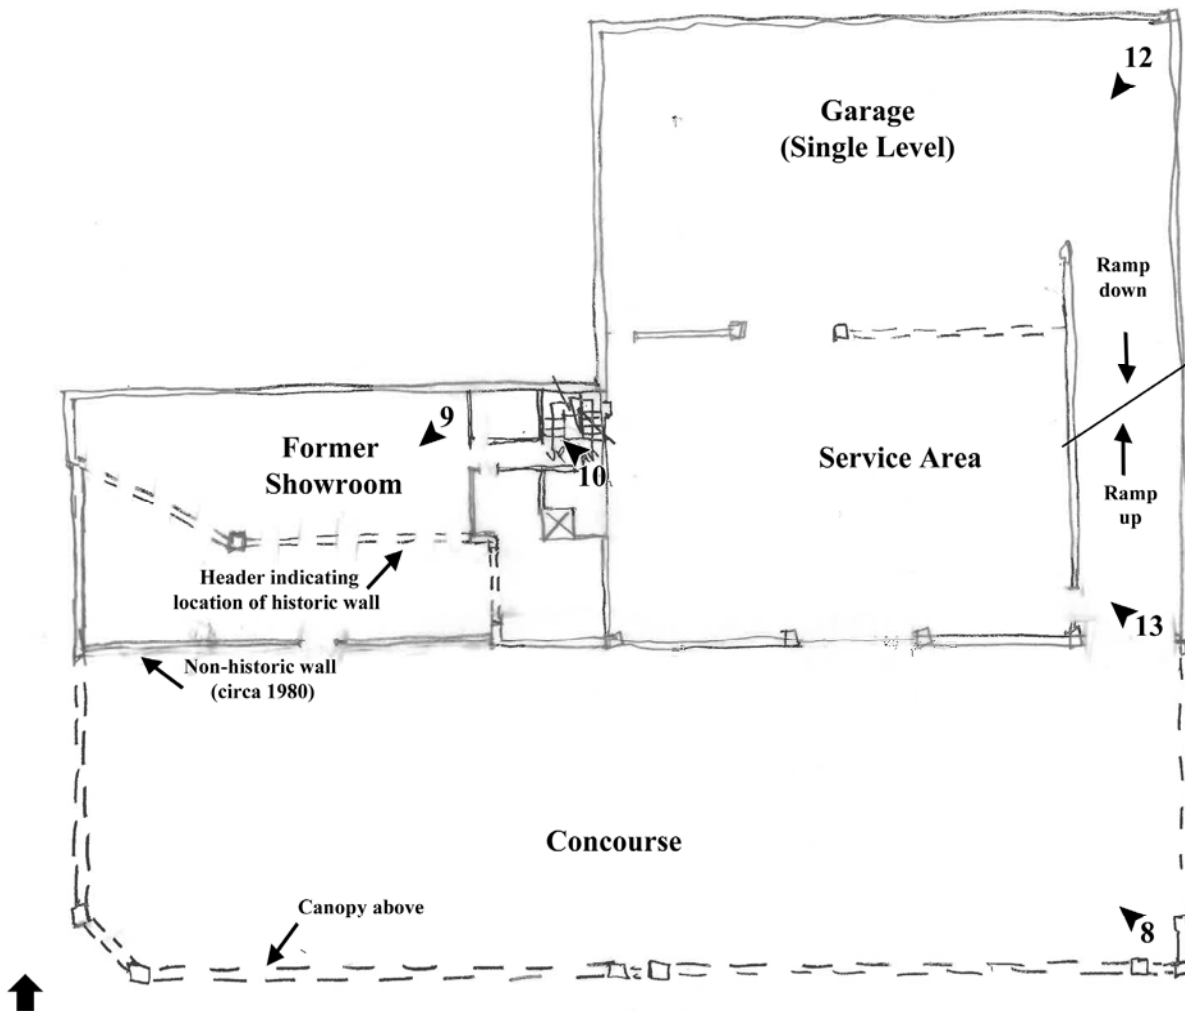 12
Garage
(Single Level)
Ramp
down
9
Former
Showroom
UP
10
Service Area
Ramp
up
Header indicating
location of historic wall
13
Non-historic wall
(circa 1980)
Concourse
Canopy above
8